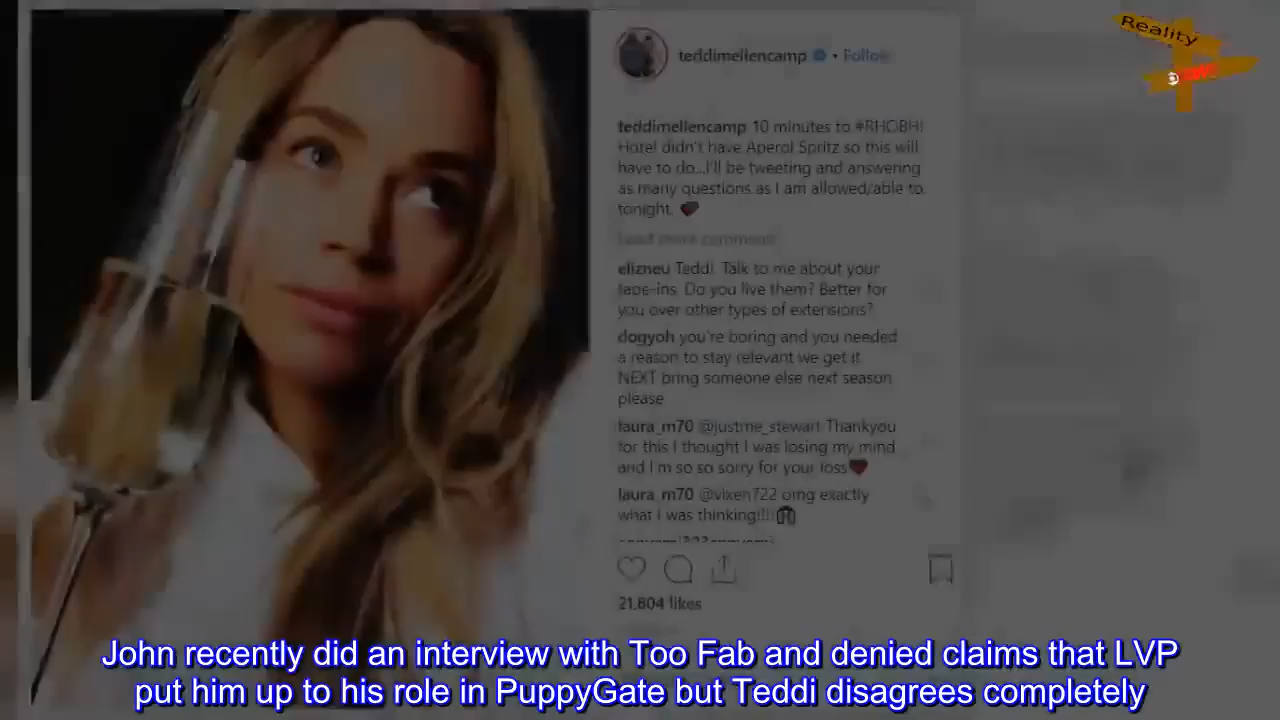 Reality
teddimellencamp • Follow
teddimellencamp 10 minutes to #RHOBH!
Hotel didn't have Aperol Spritz so this will
have to do...I'll be tweeting and answering
as many questions as I am allowed/able to
tonight.
Load more comments
elizneu Teddi. Talk to me about your
tape-ins. Do you live them? Better for
you over other types of extensions?
dogyoh you're boring and you needed
a reason to stay relevant we get it
NEXT bring someone else next season
please
laura_m70 @justme_stewart Thankyou
for this I thought I was losing my mind
and I'm so so sorry for your loss
laura_m70 @vixen722 omg exactly
what I was thinking!!!!
21,804 likes
John recently did an interview with Too Fab and denied claims that LVP
put him up to his role in PuppyGate but Teddi disagrees completely